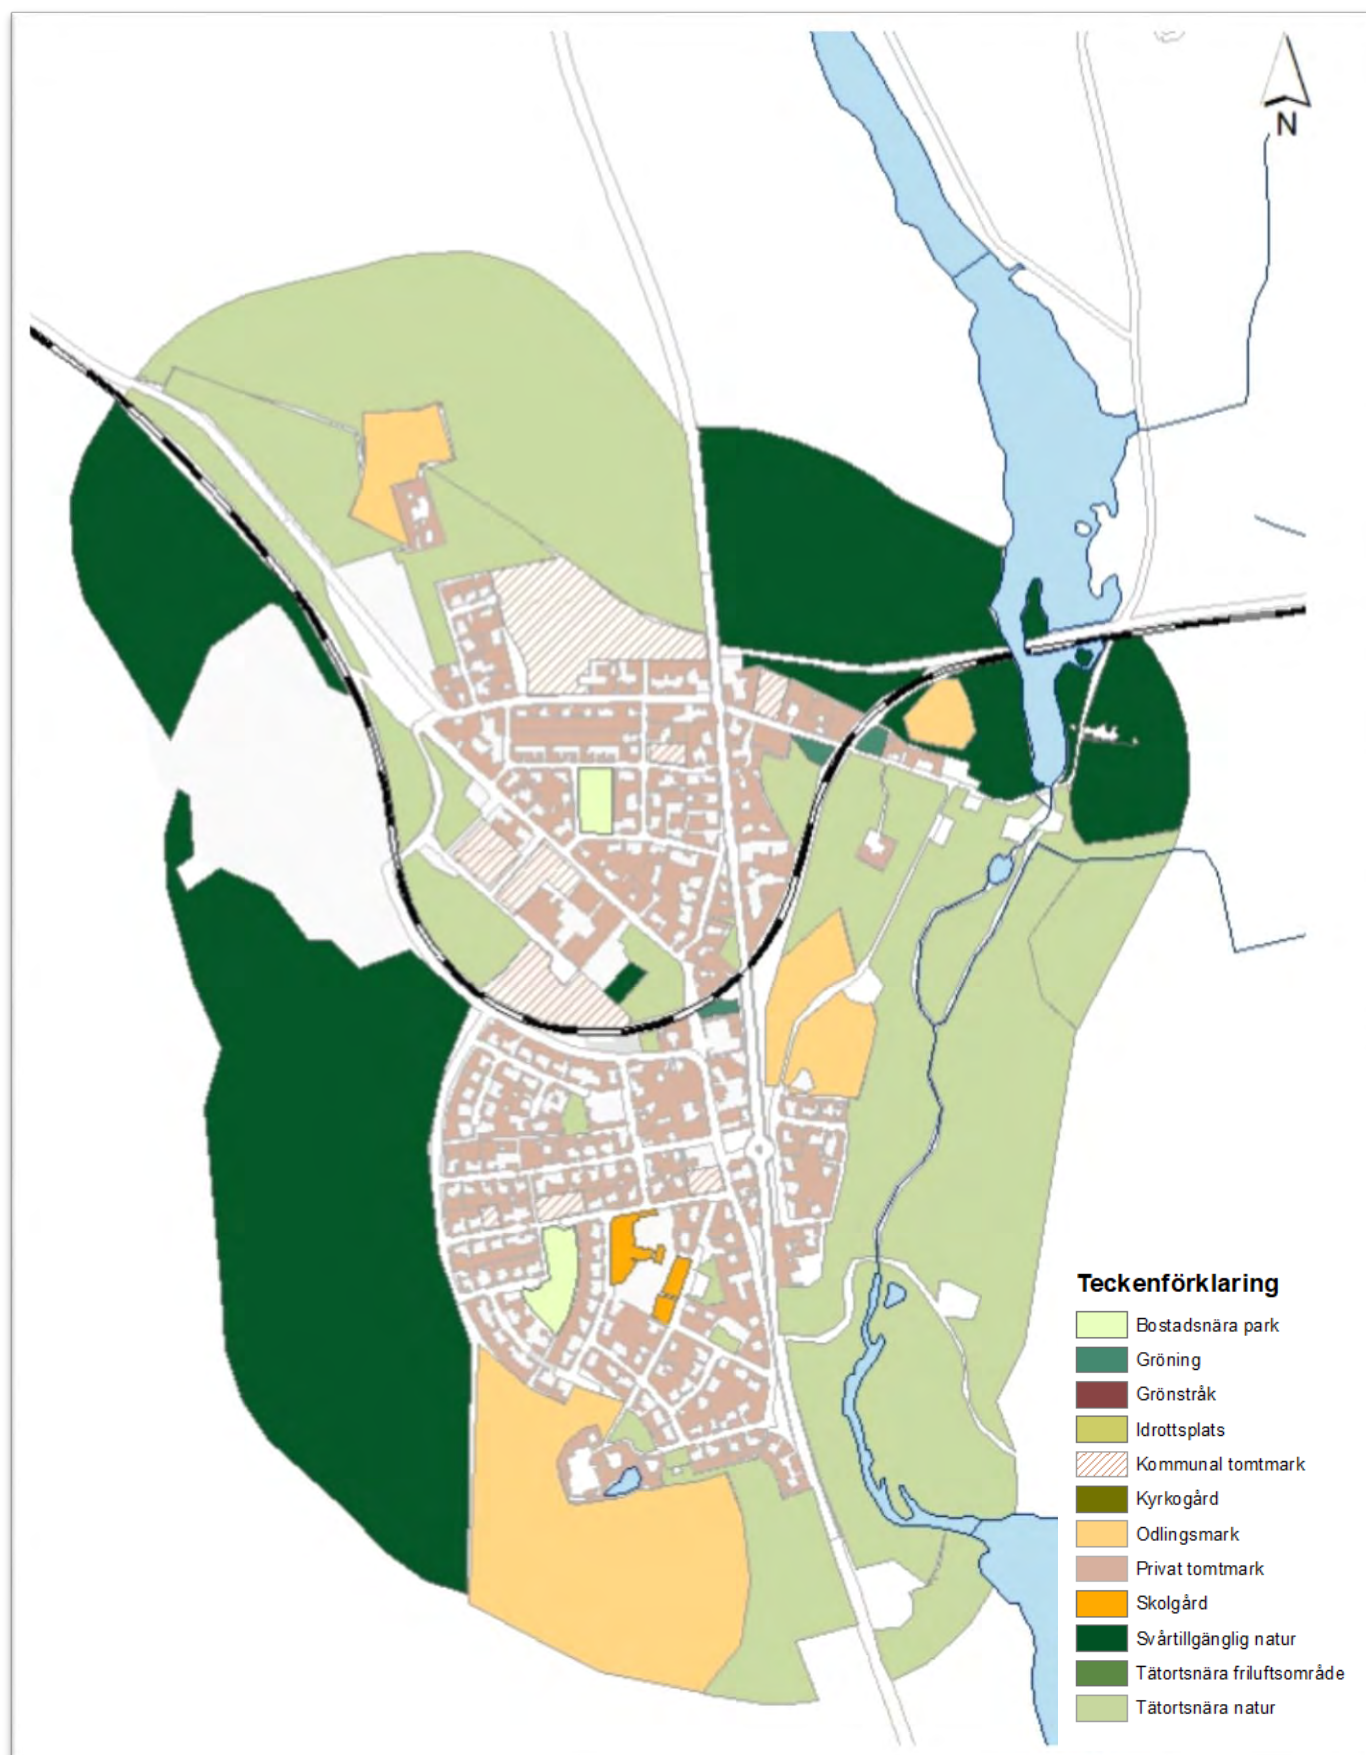 N
Teckenförklaring
Bostadsnära park
Gröning
Grönstråk
Idrottsplats
Kommunal tomtmark
Kyrkogård
Odlingsmark
Privat tomtmark
Skolgård
Svårtillgänglig natur
Tätortsnära friluftsområde
Tätortsnära natur